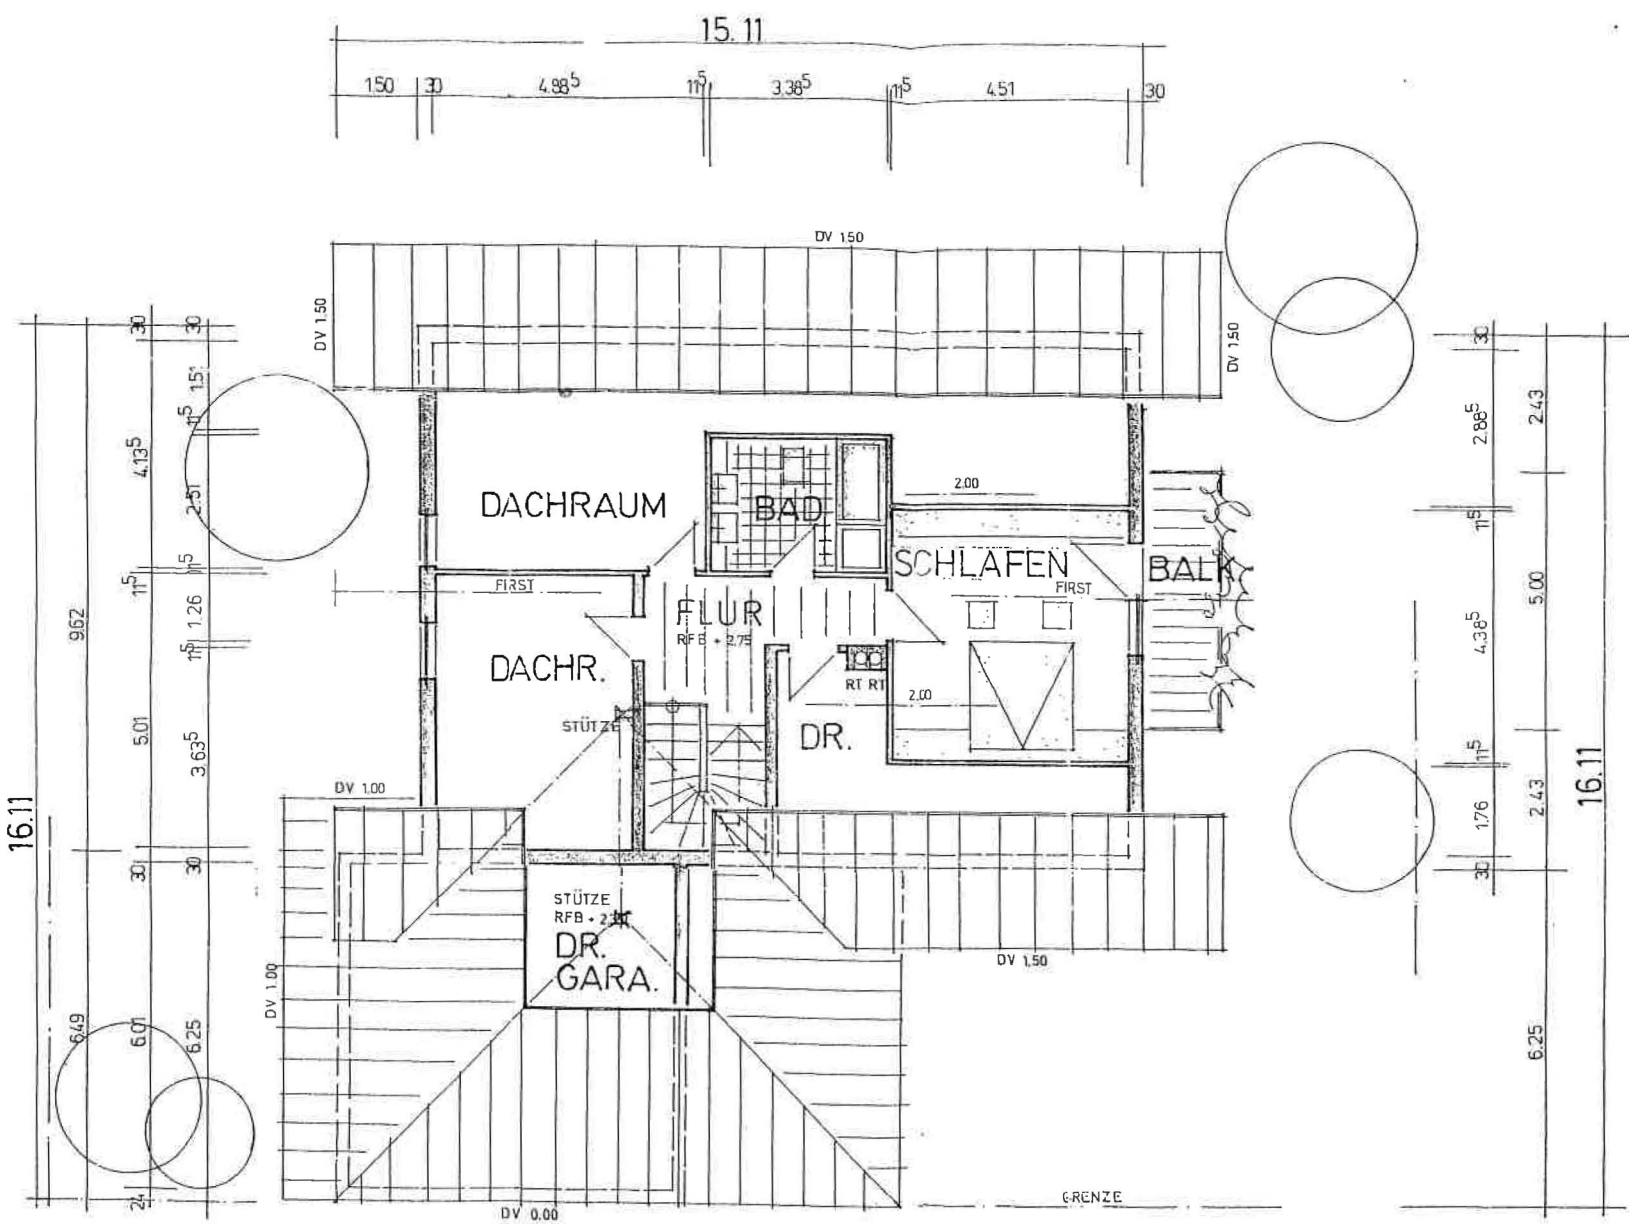 15.11
1.50 30 4.88⁵ 11⁵ 3.38⁵ 11⁵ 4.51 30
DV 1.50
DV 1.50
DV 1.50
30 30
1.51
11⁵
4.13⁵
2.51
11⁵
11⁵
1.26
9.62
11⁵
5.01
3.63⁵
16.11
30 30
6.49
6.01
6.25
24
30
2.43
2.88⁵
11⁵
5.00
4.38⁵
11⁵
2.43
1.76
16.11
30
6.25
DACHRAUM
BAD
2.00
SCHLAFEN
FIRST
BALK
FIRST
FLUR
RFB + 2.75
DACHR.
RT RT
2.00
STÜTZE
DR.
DV 1.00
STÜTZE
DR.
GARA.
DV 1.00
DV 1.50
GRENZE
DV 0.00